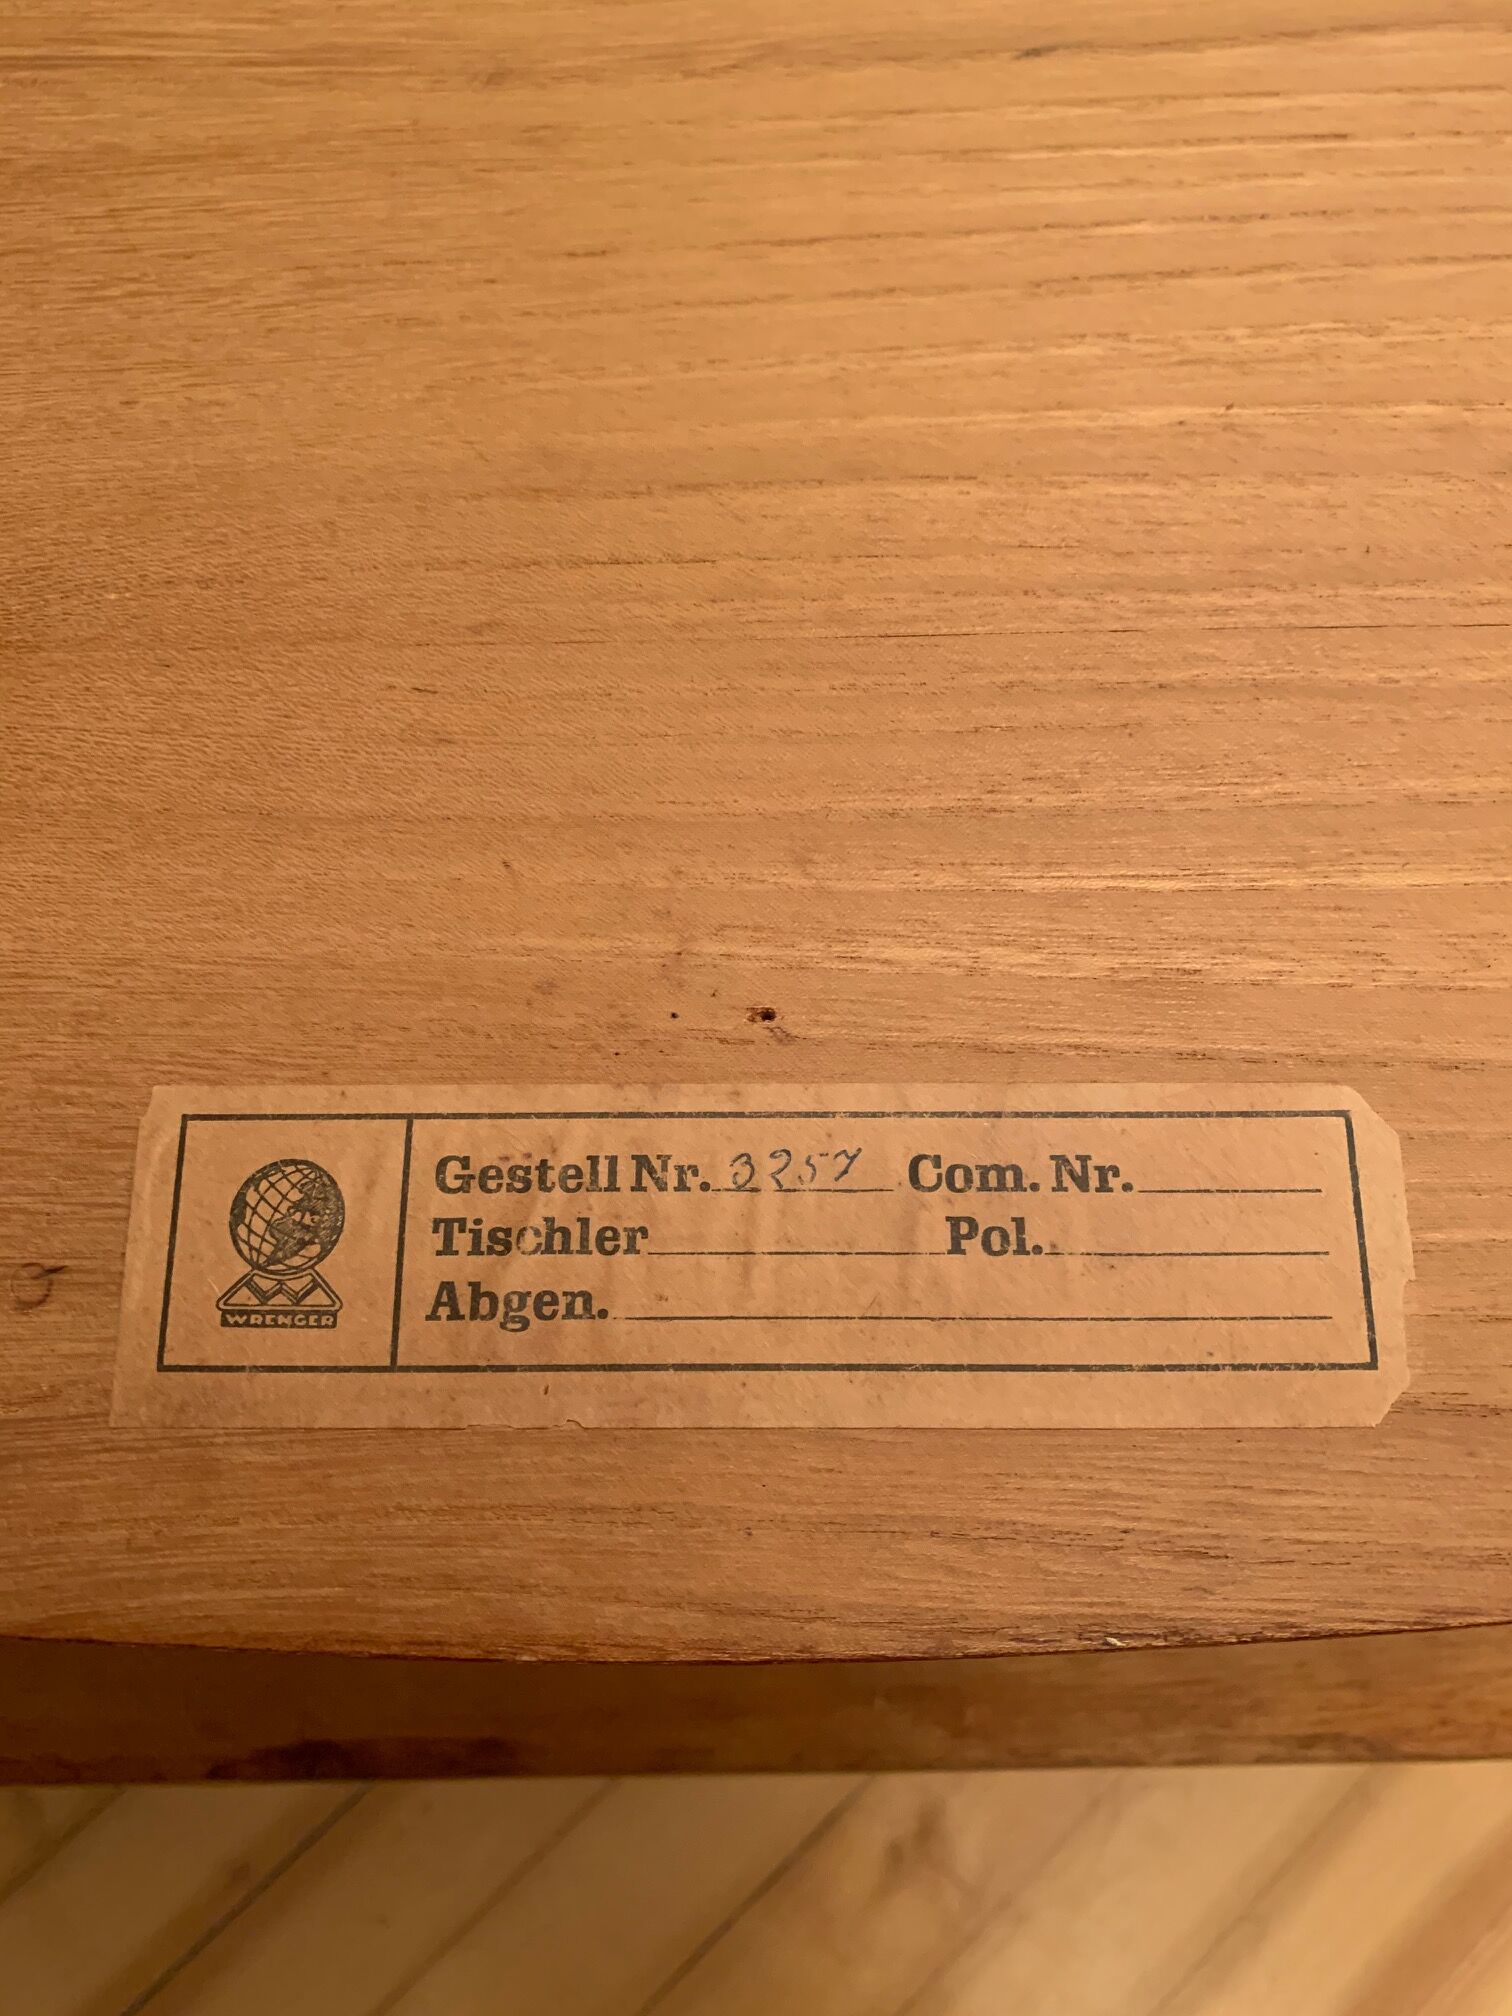 Gestell Nr. 3257 Com. Nr.
Tischler Pol.
Abgen.
WRENGER